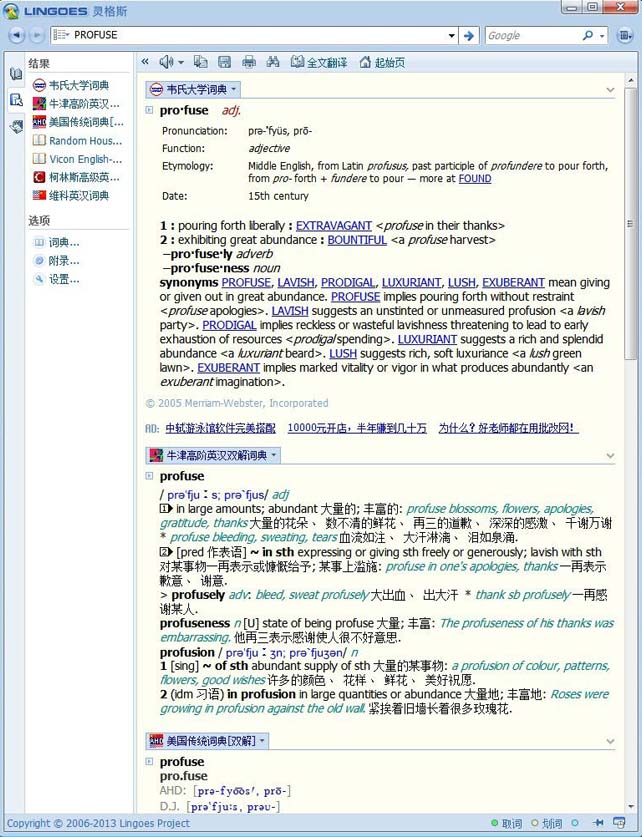 LINGOES 灵格斯
PROFUSE
Google
结果
韦氏大学词典
牛津高阶英汉...
美国传统词典[...
Random Hous...
Vicon English-...
柯林斯高级英...
维科英汉词典
选项
词典...
附录...
设置...
全文翻译 起始页
韦氏大学词典
pro·fuse adj.
Pronunciation: prə-'fyüs, prō-
Function: adjective
Etymology: Middle English, from Latin profusus, past participle of profundere to pour forth,
from pro- forth + fundere to pour — more at FOUND
Date: 15th century
1 : pouring forth liberally : EXTRAVAGANT <profuse in their thanks>
2 : exhibiting great abundance : BOUNTIFUL <a profuse harvest>
–pro·fuse·ly adverb
–pro·fuse·ness noun
synonyms PROFUSE, LAVISH, PRODIGAL, LUXURIANT, LUSH, EXUBERANT mean giving
or given out in great abundance. PROFUSE implies pouring forth without restraint
<profuse apologies>. LAVISH suggests an unstinted or unmeasured profusion <a lavish
party>. PRODIGAL implies reckless or wasteful lavishness threatening to lead to early
exhaustion of resources <prodigal spending>. LUXURIANT suggests a rich and splendid
abundance <a luxuriant beard>. LUSH suggests rich, soft luxuriance <a lush green
lawn>. EXUBERANT implies marked vitality or vigor in what produces abundantly <an
exuberant imagination>.
© 2005 Merriam-Webster, Incorporated
AD: 中轼游泳馆软件完美搭配 10000元开店，半年赚到几十万 为什么？好老师都在用批改网！
牛津高阶英汉双解词典
profuse
/ prəˈfjuːs; prəˋfjus/ adj
1 in large amounts; abundant 大量的; 丰富的: profuse blossoms, flowers, apologies,
gratitude, thanks 大量的花朵、 数不清的鲜花、 再三的道歉、 深深的感激、 千谢万谢
* profuse bleeding, sweating, tears 血流如注、 大汗淋漓、 泪如泉涌.
2 [pred 作表语] ~ in sth expressing or giving sth freely or generously; lavish with sth
对某事物一再表示或慷慨给予; 某事上滥施: profuse in one's apologies, thanks 一再表示
歉意、 谢意.
> profusely adv: bleed, sweat profusely 大出血、 出大汗 * thank sb profusely 一再感
谢某人.
profuseness n [U] state of being profuse 大量; 丰富: The profuseness of his thanks was
embarrassing. 他再三表示感谢使人很不好意思.
profusion / prəˈfjuːʒn; prəˋfjuʒən/ n
1 [sing] ~ of sth abundant supply of sth 大量的某事物: a profusion of colour, patterns,
flowers, good wishes 许多的颜色、 花样、 鲜花、 美好祝愿.
2 (idm 习语) in profusion in large quantities or abundance 大量地; 丰富地: Roses were
growing in profusion against the old wall. 紧挨着旧墙长着很多玫瑰花.
美国传统词典[双解]
profuse
pro.fuse
AHD: [prə-fyo͞os′, prō-]
D.J. [prəˈfjuːs, prəʊ-]
Copyright © 2006-2013 Lingoes Project
取词 划词